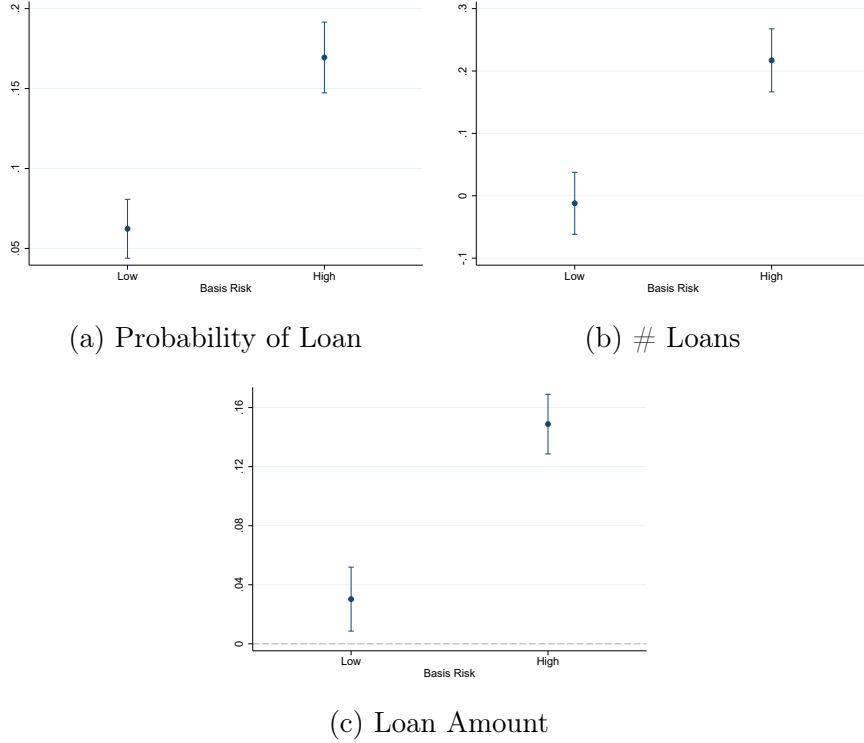 .2
.15
.1
.05
Low High
Basis Risk
(a) Probability of Loan
.3
.2
.1
0
-.1
Low High
Basis Risk
(b) # Loans
.16
.12
.08
.04
0
Low High
Basis Risk
(c) Loan Amount